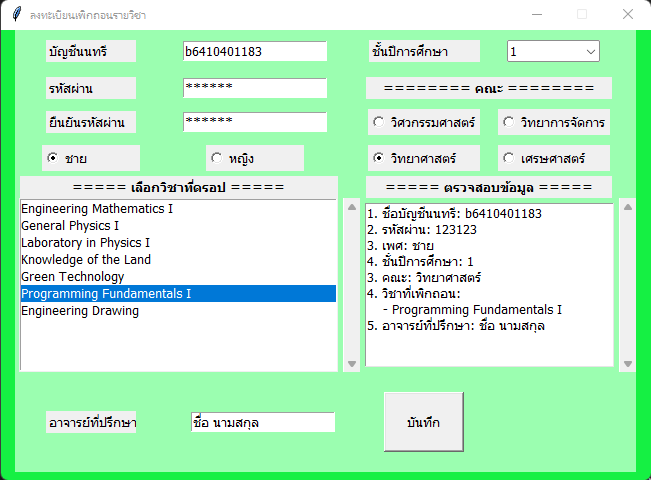 ลงทะเบียนเพิกถอนรายวิชา
บัญชีนนทรี b6410401183 ชั้นปีการศึกษา 1
รหัสผ่าน ****** ======== คณะ ========
ยืนยันรหัสผ่าน ****** วิศวกรรมศาสตร์ วิทยาการจัดการ
ชาย หญิง วิทยาศาสตร์ เศรษศาสตร์
===== เลือกวิชาที่ดรอป =====
Engineering Mathematics I
General Physics I
Laboratory in Physics I
Knowledge of the Land
Green Technology
Programming Fundamentals I
Engineering Drawing
===== ตรวจสอบข้อมูล =====
1. ชื่อบัญชีนนทรี: b6410401183
2. รหัสผ่าน: 123123
3. เพศ: ชาย
4. ชั้นปีการศึกษา: 1
3. คณะ: วิทยาศาสตร์
4. วิชาที่เพิกถอน:
- Programming Fundamentals I
5. อาจารย์ที่ปรึกษา: ชื่อ นามสกุล
อาจารย์ที่ปรึกษา ชื่อ นามสกุล บันทึก